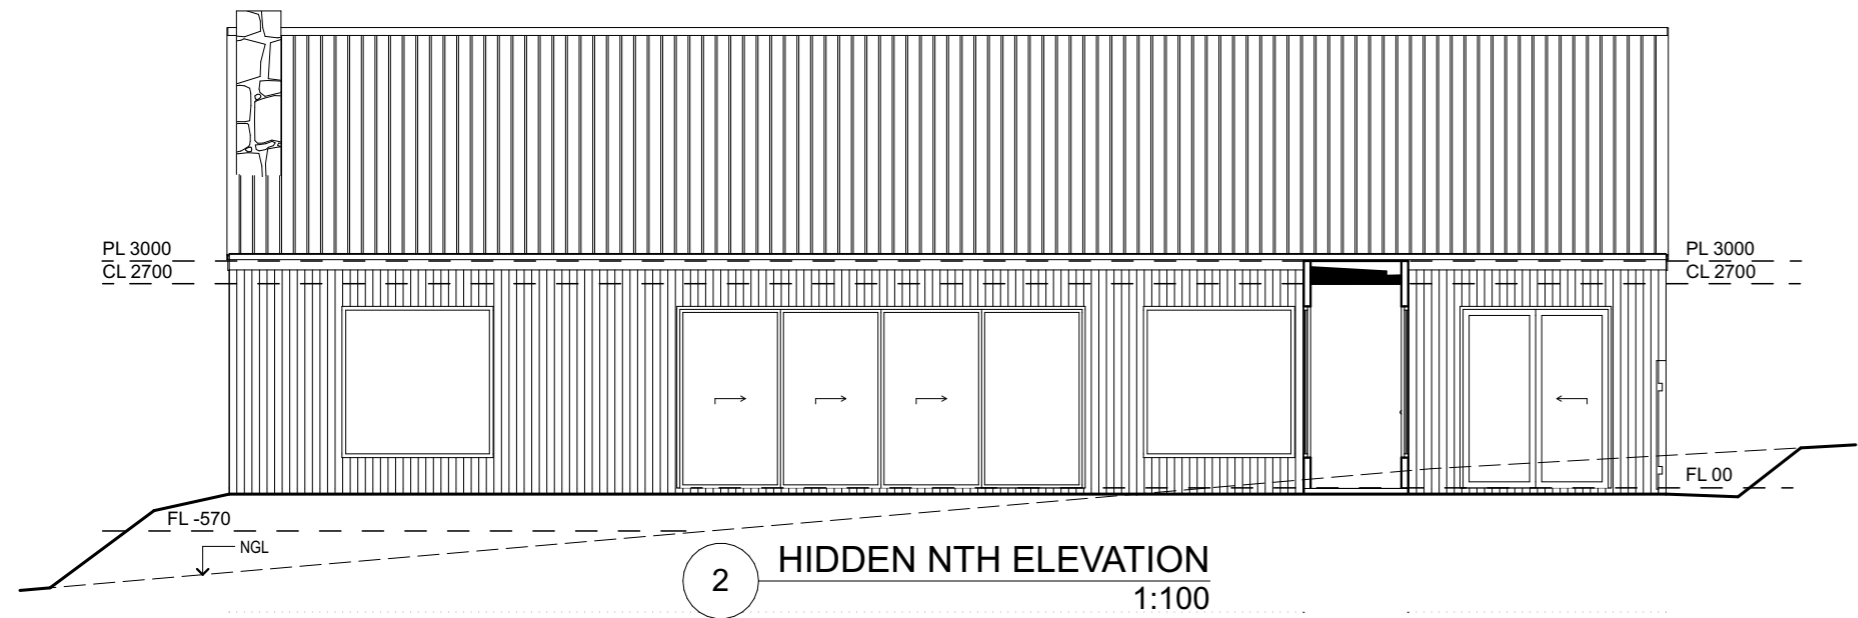 PL 3000
PL 3000
CL 2700
CL 2700
FL 00
FL -570
NGL
2
HIDDEN NTH ELEVATION
1:100